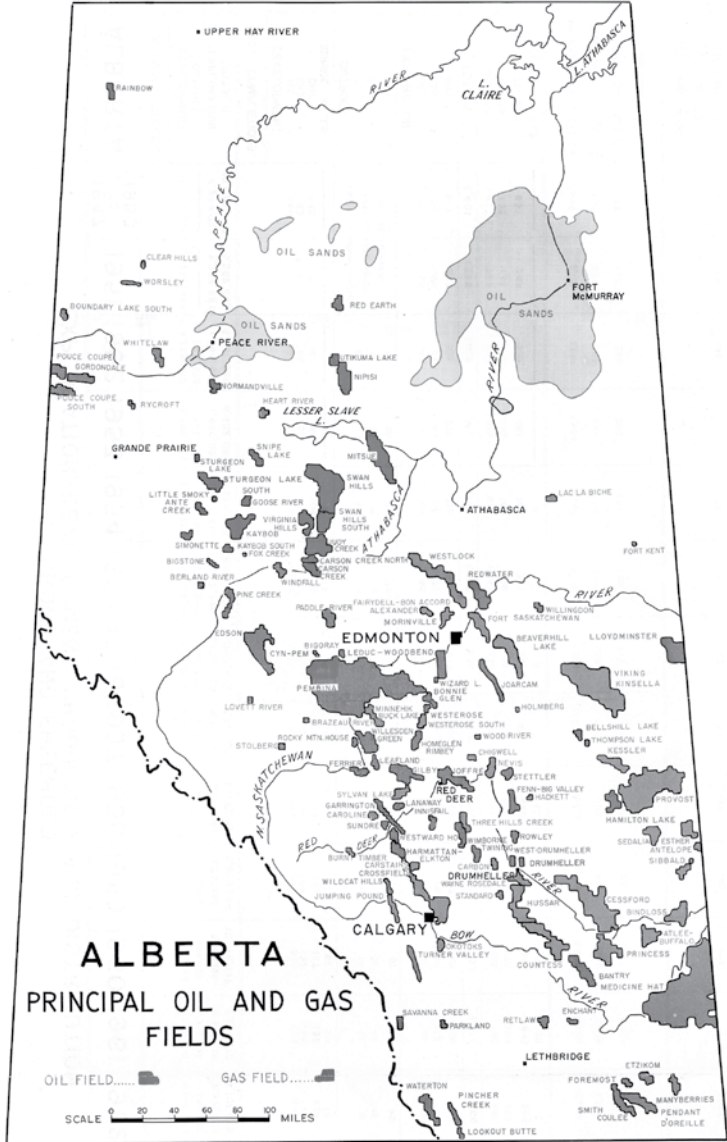 UPPER HAY RIVER
RAINBOW
RIVER
L. CLAIRE
L. ATHABASCA
PEACE
OIL SANDS
CLEAR HILLS
WORSLEY
BOUNDARY LAKE SOUTH
RED EARTH
OIL SANDS
FORT McMURRAY
OIL SANDS
PEACE RIVER
WHITELAW
POUCE COUPE
GORDONDALE
POUCE COUPE SOUTH
RYCROFT
NORMANDVILLE
UTIKUMA LAKE
NIPISI
HEART RIVER
RIVER
LESSER SLAVE L.
MITSUE
GRANDE PRAIRIE
STURGEON LAKE
SNIPE LAKE
STURGEON LAKE SOUTH
SWAN HILLS
LITTLE SMOKY
ANTE CREEK
GOOSE RIVER
VIRGINIA HILLS
SWAN HILLS SOUTH
ATHABASCA
ATHABASCA
LAC LA BICHE
KAYBOB
SIMONETTE
KAYBOB SOUTH
FOX CREEK
JUDY CREEK
CARSON CREEK NORTH
CARSON CREEK
BIGSTONE
BERLAND RIVER
WINDFALL
WESTLOCK
REDWATER
FORT KENT
RIVER
PINE CREEK
PADDLE RIVER
FAIRYDELL-BON ACCORD
ALEXANDER
MORINVILLE
FORT SASKATCHEWAN
WILLINGDON
EDMONTON
EDSON
CYN-PEM
BIGORAY
LEDUC-WOODBEND
BEAVERHILL LAKE
LLOYDMINSTER
PEMBINA
WIZARD L.
BONNIE GLEN
JOARCAM
VIKING KINSELLA
LOVETT RIVER
MINNEHIK BUCK LAKE
WESTEROSE
WESTEROSE SOUTH
HOLMBERG
BRAZEAU RIVER
WILLESDEN GREEN
HOMEGLEN RIMBEY
WOOD RIVER
BELLSHILL LAKE
THOMPSON LAKE
KESSLER
STOLBERG
ROCKY MTN. HOUSE
CHIGWELL
NEVIS
N. SASKATCHEWAN
FERRIER
LEAFLAND
GILBY
JOFFRE
STETTLER
RED DEER
FENN-BIG VALLEY
HACKETT
PROVOST
SYLVAN LAKE
LANAWAY
GARRINGTON
INNISFAIL
CAROLINE
SUNDRE
THREE HILLS CREEK
HAMILTON LAKE
RED DEER
WESTWARD HO
WIMBORNE
TWINING
ROWLEY
SEDALIA
ESTHER
ANTELOPE
SIBBALD
BURNT TIMBER
HARMATTAN-ELKTON
WEST-DRUMHELLER
CARSTAIRS
CROSSFIELD
CARBON
DRUMHELLER
DRUMHELLER
WILDCAT HILLS
WAYNE ROSEDALE
RIVER
JUMPING POUND
STANDARD
HUSSAR
CESSFORD
BINDLOSS
CALGARY
ATLEE-BUFFALO
BOW
OKOTOKS
TURNER VALLEY
COUNTESS
PRINCESS
BANTRY
MEDICINE HAT
RIVER
ALBERTA
PRINCIPAL OIL AND GAS
FIELDS
SAVANNA CREEK
PARKLAND
RETLAW
ENCHANT
LETHBRIDGE
OIL FIELD......
GAS FIELD......
WATERTON
PINCHER CREEK
LOOKOUT BUTTE
ETZIKOM
FOREMOST
MANYBERRIES
SMITH COULEE
PENDANT D'OREILLE
SCALE 0 20 40 60 80 100 MILES